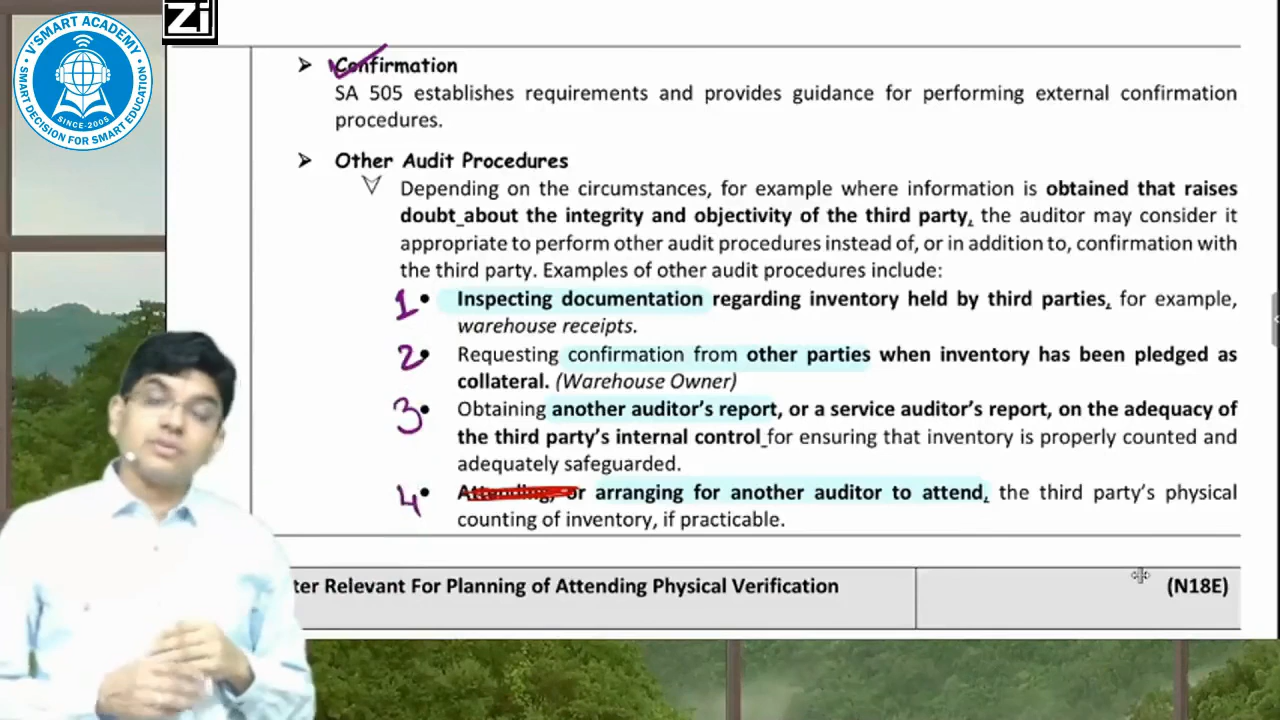 V'SMART ACADEMY
SINCE-2005
SMART DECISION FOR SMART EDUCATION
Zi
Confirmation
SA 505 establishes requirements and provides guidance for performing external confirmation
procedures.
Other Audit Procedures
Depending on the circumstances, for example where information is obtained that raises
doubt about the integrity and objectivity of the third party, the auditor may consider it
appropriate to perform other audit procedures instead of, or in addition to, confirmation with
the third party. Examples of other audit procedures include:
1 • Inspecting documentation regarding inventory held by third parties, for example,
warehouse receipts.
2 • Requesting confirmation from other parties when inventory has been pledged as
collateral. (Warehouse Owner)
3 • Obtaining another auditor's report, or a service auditor's report, on the adequacy of
the third party's internal control for ensuring that inventory is properly counted and
adequately safeguarded.
4 • Attending, or arranging for another auditor to attend, the third party's physical
counting of inventory, if practicable.
ter Relevant For Planning of Attending Physical Verification (N18E)